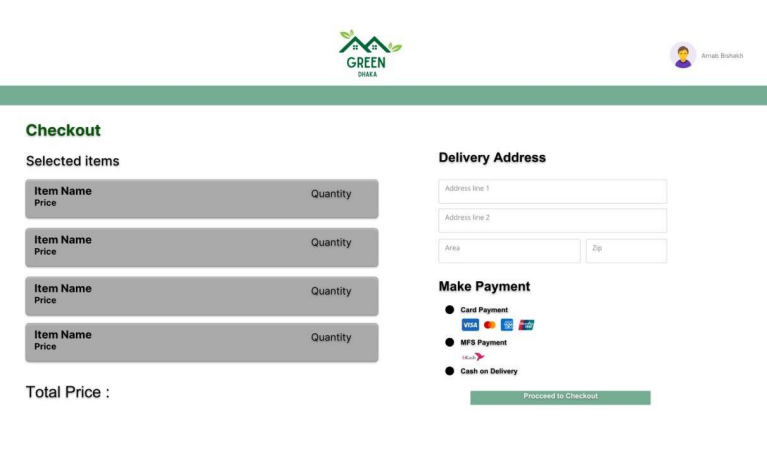 GREEN
DHAKA
Arnab Bishakh
Checkout
Selected items
Item Name
Price
Quantity
Item Name
Price
Quantity
Item Name
Price
Quantity
Item Name
Price
Quantity
Total Price :
Delivery Address
Address line 1
Address line 2
Area
Zip
Make Payment
Card Payment
VISA
MFS Payment
bKash
Cash on Delivery
Procceed to Checkout